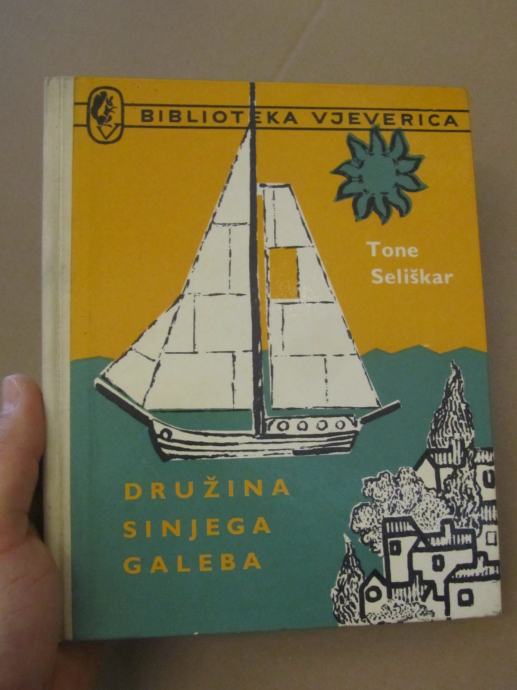 BIBLIOTEKA VJEVERICA
Tone
Seliškar
DRUŽINA
SINJEGA
GALEBA